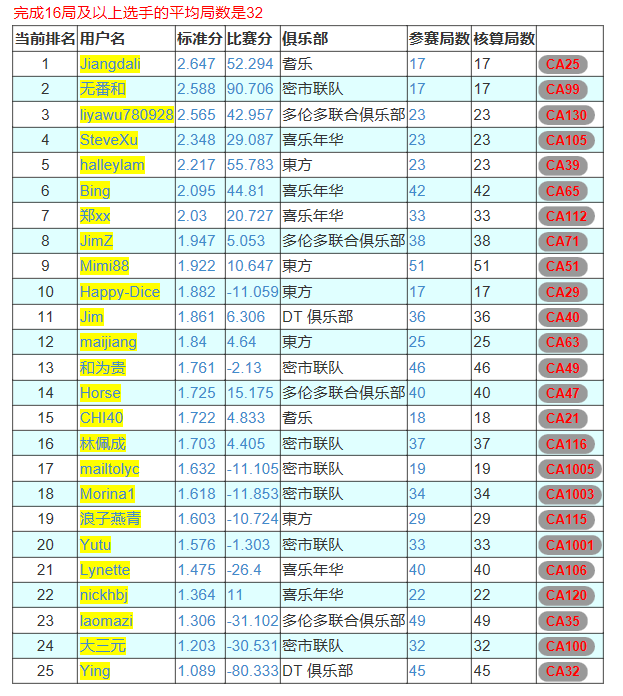 完成16局及以上选手的平均局数是32
当前排名 用户名 标准分 比赛分 俱乐部 参赛局数 核算局数
1 Jiangdali 2.647 52.294 耆乐 17 17 CA25
2 无番和 2.588 90.706 密市联队 17 17 CA99
3 liyawu780928 2.565 42.957 多伦多联合俱乐部 23 23 CA130
4 SteveXu 2.348 29.087 喜乐年华 23 23 CA105
5 halleylam 2.217 55.783 東方 23 23 CA39
6 Bing 2.095 44.81 喜乐年华 42 42 CA65
7 郑xx 2.03 20.727 喜乐年华 33 33 CA112
8 JimZ 1.947 5.053 多伦多联合俱乐部 38 38 CA71
9 Mimi88 1.922 10.647 東方 51 51 CA51
10 Happy-Dice 1.882 -11.059 東方 17 17 CA29
11 Jim 1.861 6.306 DT 俱乐部 36 36 CA40
12 maijiang 1.84 4.64 東方 25 25 CA63
13 和为贵 1.761 -2.13 密市联队 46 46 CA49
14 Horse 1.725 15.175 多伦多联合俱乐部 40 40 CA47
15 CHI40 1.722 4.833 耆乐 18 18 CA21
16 林佩成 1.703 4.405 密市联队 37 37 CA116
17 mailtolyc 1.632 -11.105 密市联队 19 19 CA1005
18 Morina1 1.618 -11.853 密市联队 34 34 CA1003
19 浪子燕青 1.603 -10.724 東方 29 29 CA115
20 Yutu 1.576 -1.303 密市联队 33 33 CA1001
21 Lynette 1.475 -26.4 喜乐年华 40 40 CA106
22 nickhbj 1.364 11 喜乐年华 22 22 CA120
23 laomazi 1.306 -31.102 多伦多联合俱乐部 49 49 CA35
24 大三元 1.203 -30.531 密市联队 32 32 CA100
25 Ying 1.089 -80.333 DT 俱乐部 45 45 CA32